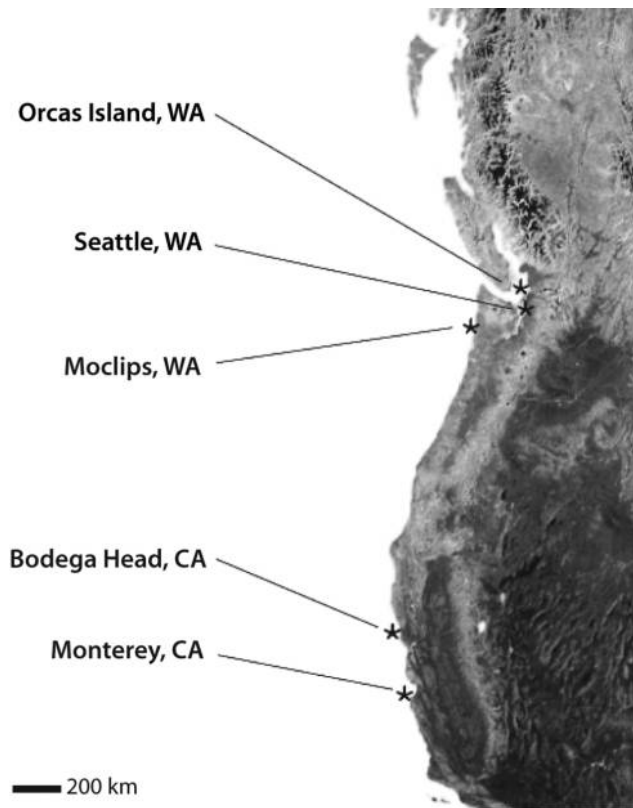 Orcas Island, WA
Seattle, WA
Moclips, WA
Bodega Head, CA
Monterey, CA
200 km